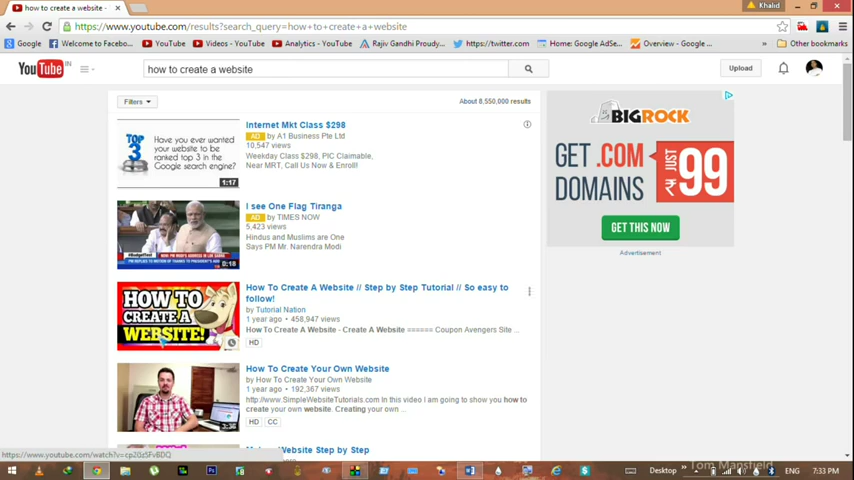 how to create a website -
Khalid
https://www.youtube.com/results?search_query=how+to+create+a+website
Google
Welcome to Facebo...
YouTube
Videos - YouTube
Analytics - YouTube
Rajiv Gandhi Proudy...
https://twitter.com
Home: Google AdSe...
Overview - Google ...
»
Other bookmarks
YouTube IN
how to create a website
Upload
Filters
About 8,550,000 results
Internet Mkt Class $298
AD by A1 Business Pte Ltd
10,547 views
Weekday Class $298, PIC Claimable,
Near MRT, Call Us Now & Enroll!
TOP
3
Have you ever wanted
your website to be
ranked top 3 in the
Google search engine?
1:17
I see One Flag Tiranga
AD by TIMES NOW
5,423 views
Hindus and Muslims are One
Says PM Mr. Narendra Modi
0:18
How To Create A Website // Step by Step Tutorial // So easy to
follow!
by Tutorial Nation
1 year ago • 458,947 views
How To Create A Website - Create A Website ====== Coupon Avengers Site ...
HD
HOW TO
CREATE A
WEBSITE!
How To Create Your Own Website
by How To Create Your Own Website
1 year ago • 192,367 views
http://www.SimpleWebsiteTutorials.com In this video I am going to show you how to
create your own website. Creating your own ...
HD CC
3:36
Website Step by Step
BIGROCK
GET .COM
DOMAINS
JUST
₹99
GET THIS NOW
Advertisement
Desktop
»
Tom Mansfield
ENG
7:33 PM